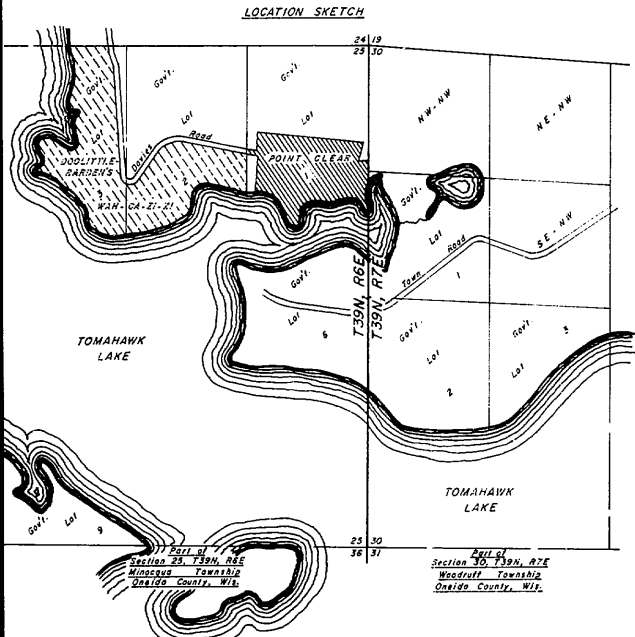 LOCATION SKETCH
24 19
25 30
Gov't.
Lot
Gov't.
Lot
2
Gov't.
Lot
NW-NW
NE-NW
Davies Road
DOOLITTLE-
RARDEN'S
WAH-GA-ZI-ZI
POINT CLEAR
Gov't.
Lot
1
SE-NW
Town Road
T39N, R6E
T39N, R7E
Gov't.
Lot
6
Gov't.
Lot
2
Gov't.
Lot
3
TOMAHAWK
LAKE
TOMAHAWK
LAKE
Gov't. Lot 9
25 30
36 31
Part of
Section 25, T39N, R6E
Minocqua Township
Oneida County, Wis.
Part of
Section 30, T39N, R7E
Woodruff Township
Oneida County, Wis.